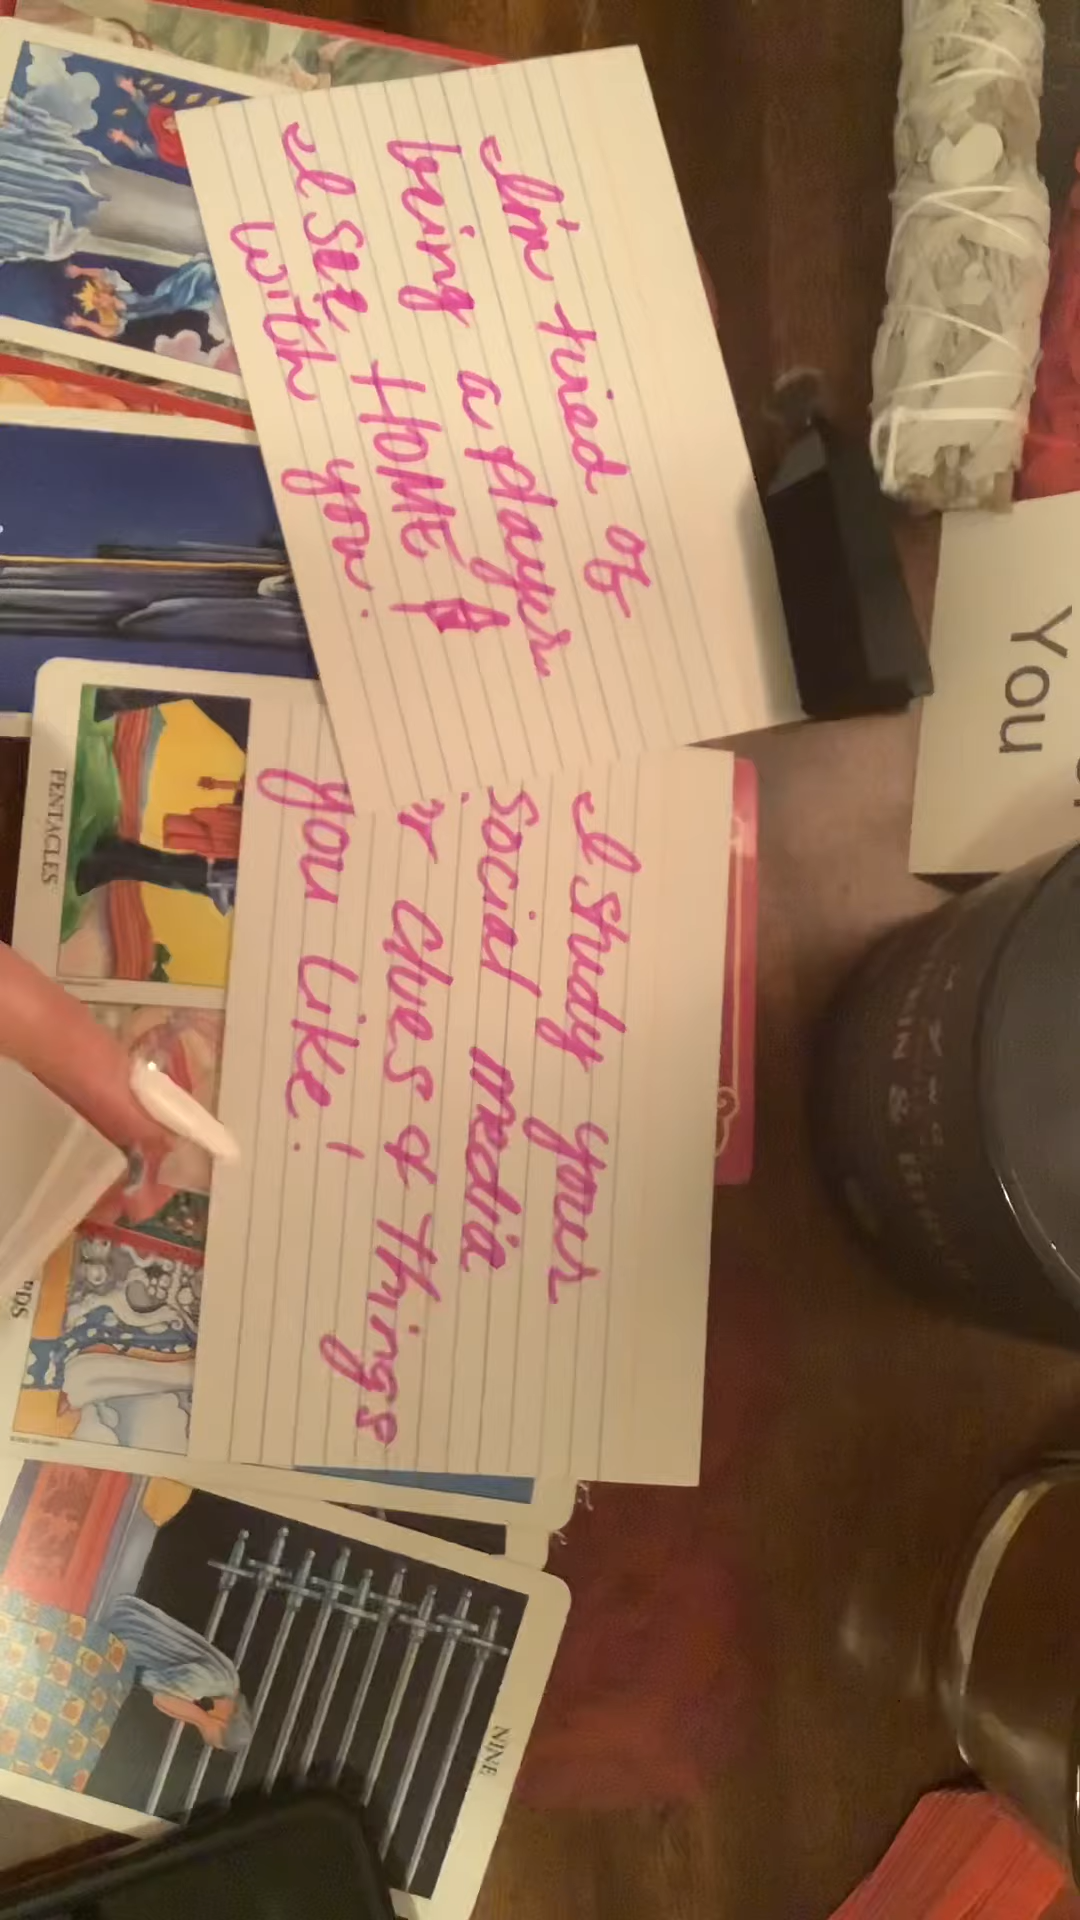 I'm tired of
being a player
I see HOME
with you.
I study your
social media
r clues & things
you like!
You
PENTACLES
NINE